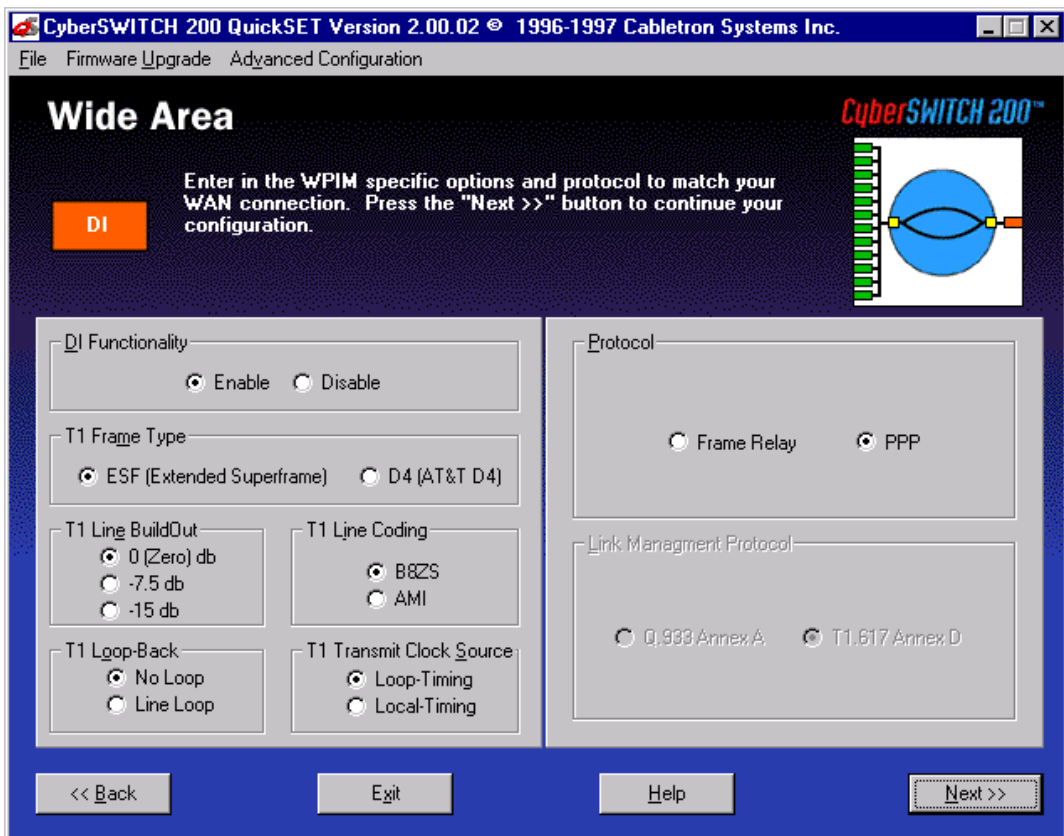 CyberSWITCH 200 QuickSET Version 2.00.02 © 1996-1997 Cabletron Systems Inc.
File Firmware Upgrade Advanced Configuration
Wide Area
CyberSWITCH 200™
Enter in the WPIM specific options and protocol to match your
WAN connection. Press the "Next >>" button to continue your
configuration.
DI
DI Functionality
Enable Disable
T1 Frame Type
ESF (Extended Superframe) D4 (AT&T D4)
T1 Line BuildOut
0 (Zero) db
-7.5 db
-15 db
T1 Line Coding
B8ZS
AMI
T1 Loop-Back
No Loop
Line Loop
T1 Transmit Clock Source
Loop-Timing
Local-Timing
Protocol
Frame Relay PPP
Link Managment Protocol
Q.933 Annex A T1.617 Annex D
<< Back Exit Help Next >>